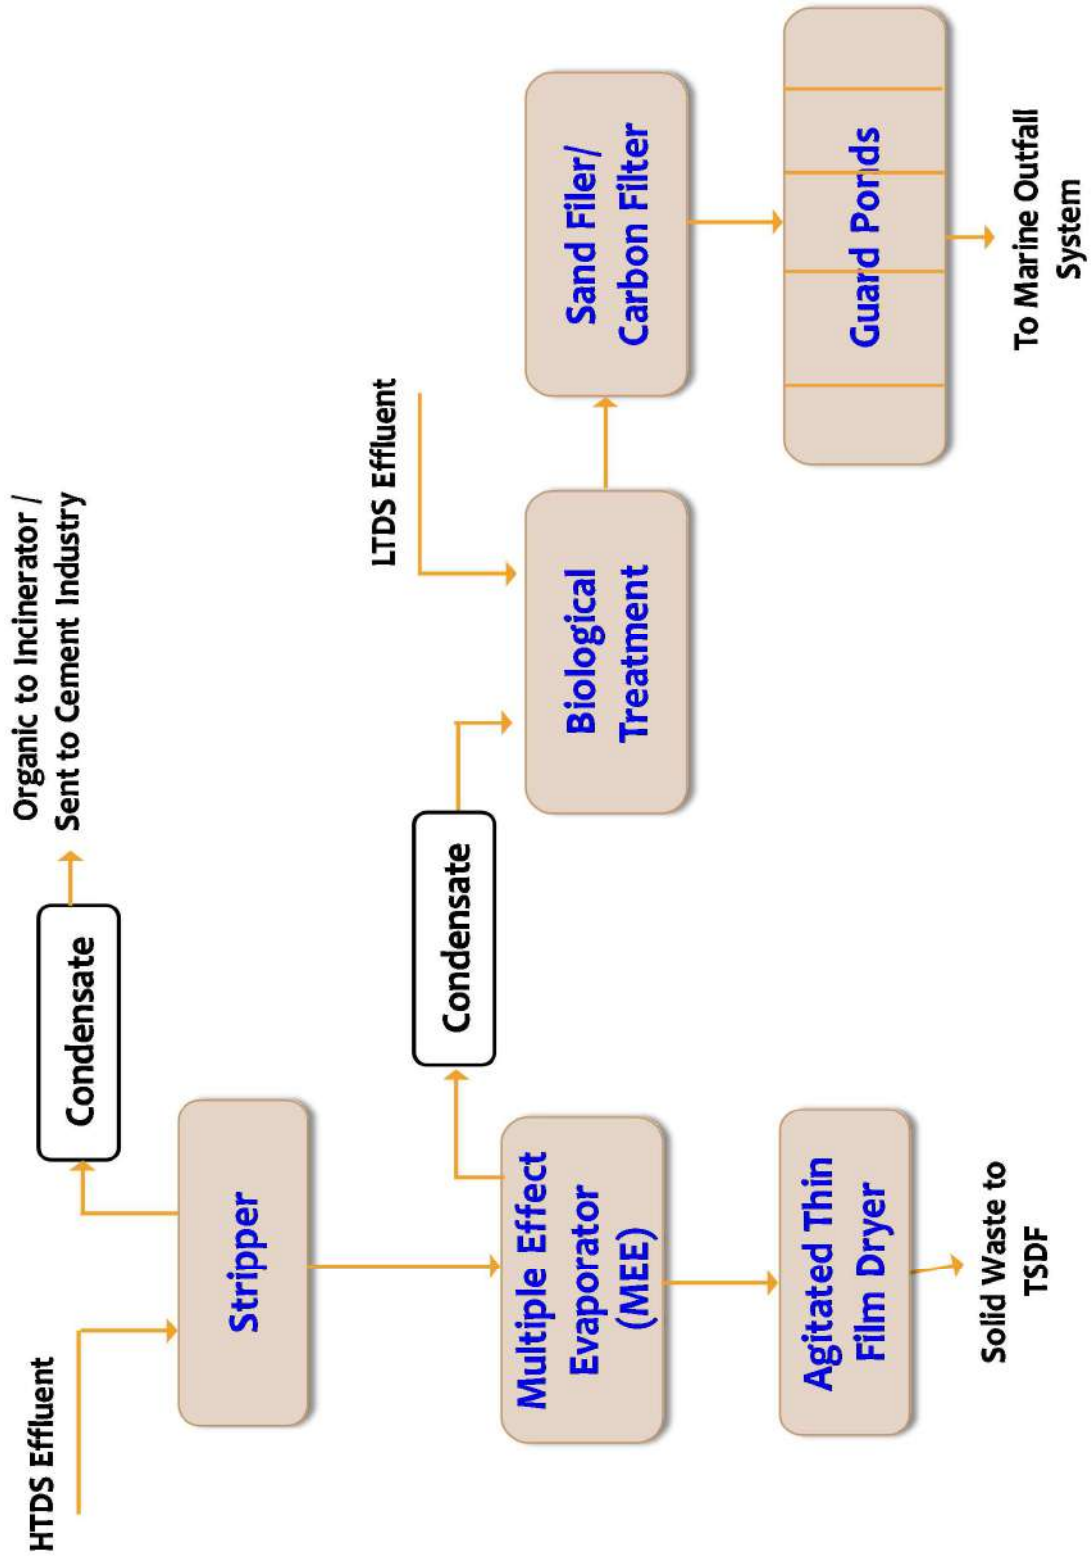 HTDS Effluent
Stripper
Condensate
Organic to Incinerator /
Sent to Cement Industry
Multiple Effect
Evaporator
(MEE)
Condensate
LTDS Effluent
Biological
Treatment
Sand Filer/
Carbon Filter
Agitated Thin
Film Dryer
Guard Ponds
Solid Waste to
TSDF
To Marine Outfall
System